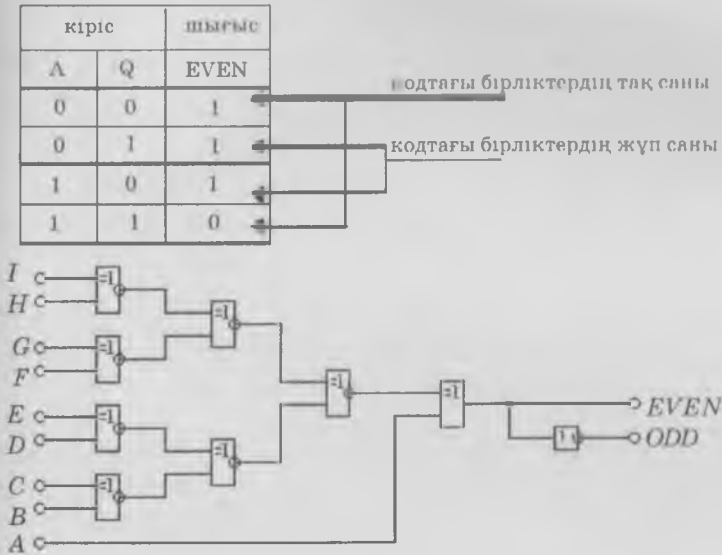 кіріс шығыс
A Q EVEN
0 0 1
0 1 1
1 0 1
1 1 0
кодтағы бірліктердің тақ саны
кодтағы бірліктердің жұп саны
I =1
H
=1
G =1
F
=1
=1
E =1
D
=1
C =1
B
=1
A
EVEN
ODD